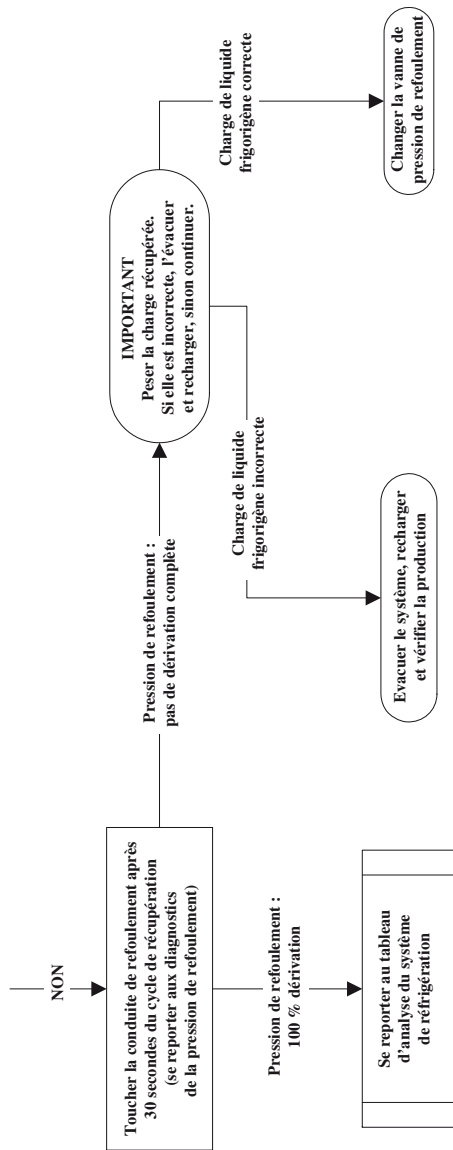 NON
Toucher la conduite de refoulement après
30 secondes du cycle de récupération
(se reporter aux diagnostics
de la pression de refoulement)
Pression de refoulement :
pas de dérivation complète
IMPORTANT
Peser la charge récupérée.
Si elle est incorrecte, l'évacuer
et recharger, sinon continuer.
Charge de liquide
frigorigène correcte
Changer la vanne de
pression de refoulement
Charge de liquide
frigorigène incorrecte
Evacuer le système, recharger
et vérifier la production
Pression de refoulement :
100 % dérivation
Se reporter au tableau
d'analyse du système
de réfrigération